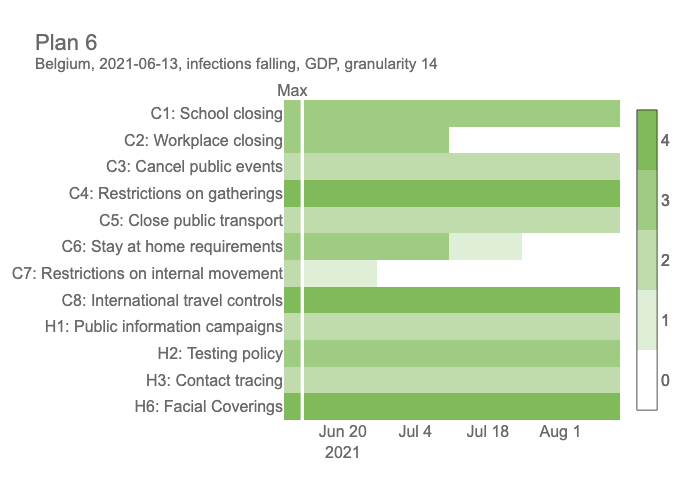 Plan 6
Belgium, 2021-06-13, infections falling, GDP, granularity 14
Max
C1: School closing
C2: Workplace closing
C3: Cancel public events
C4: Restrictions on gatherings
C5: Close public transport
C6: Stay at home requirements
C7: Restrictions on internal movement
C8: International travel controls
H1: Public information campaigns
H2: Testing policy
H3: Contact tracing
H6: Facial Coverings
Jun 20 Jul 4 Jul 18 Aug 1
2021
4
3
2
1
0